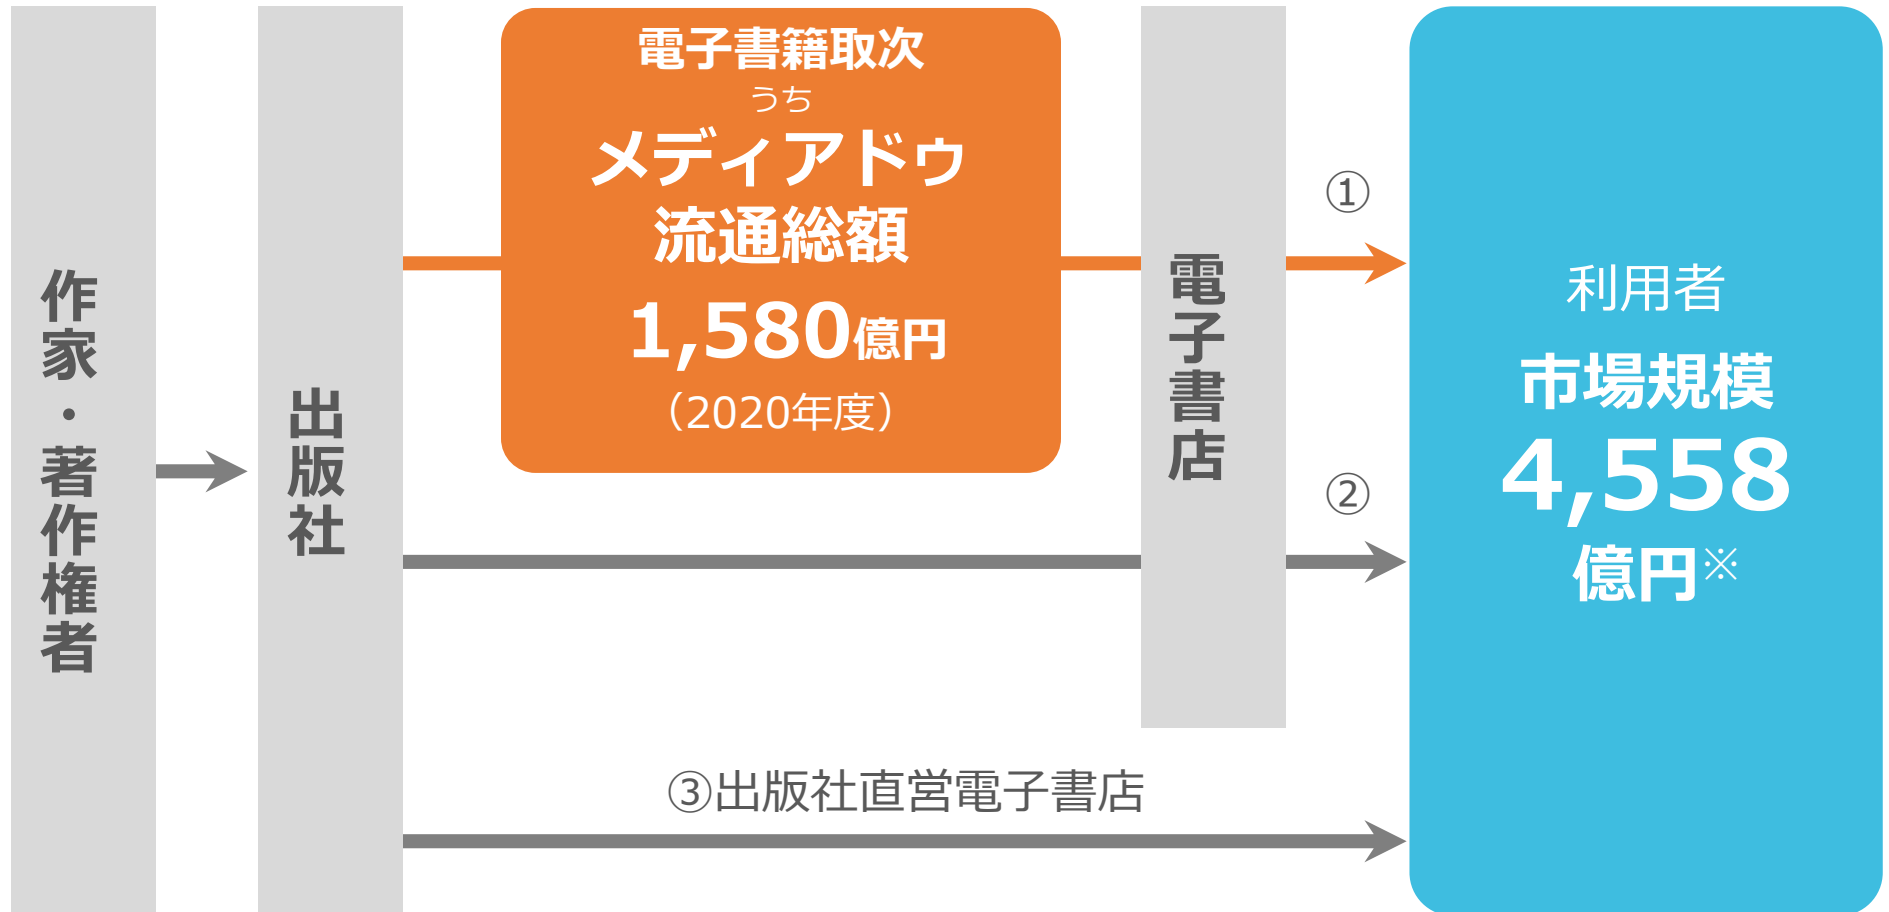 作家・著作権者
出版社
電子書籍取次
うち
メディアドゥ
流通総額
1,580億円
（2020年度）
電子書店
①
②
③出版社直営電子書店
利用者
市場規模
4,558
億円※